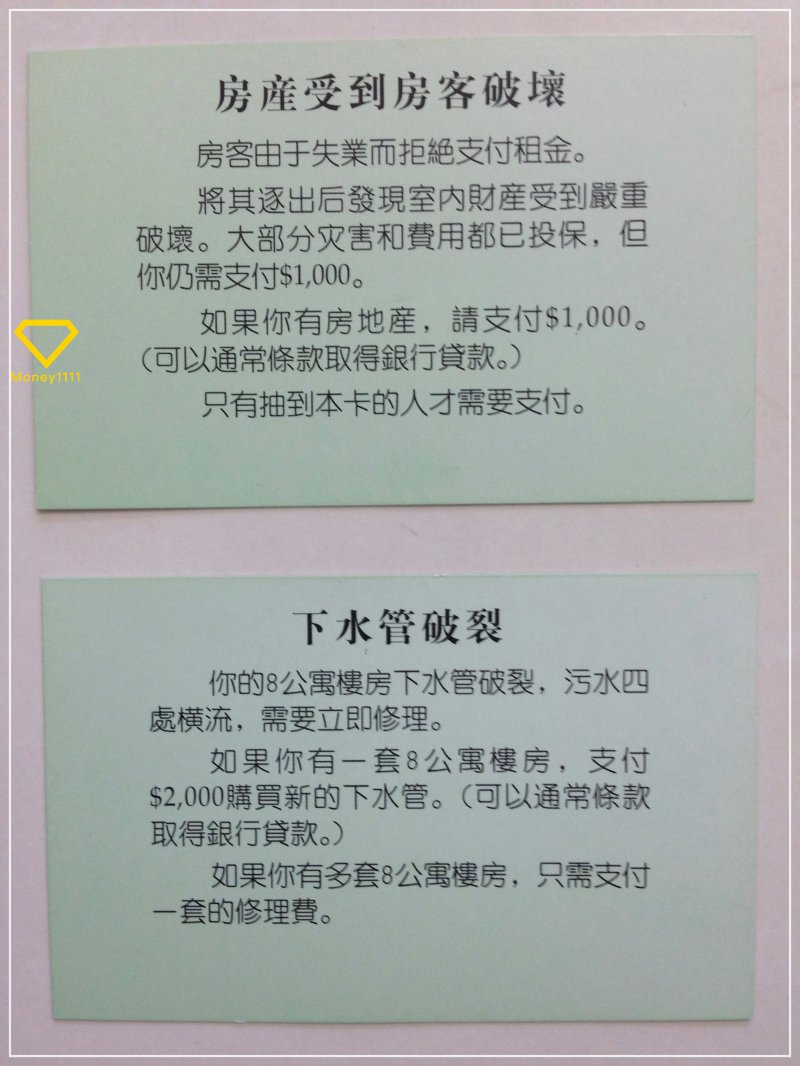 房産受到房客破壞
房客由于失業而拒絶支付租金。
將其逐出后發現室内財産受到嚴重
破壞。大部分灾害和費用都已投保，但
你仍需支付$1,000。
如果你有房地産，請支付$1,000。
（可以通常條款取得銀行貸款。）
只有抽到本卡的人才需要支付。
Money1111
下水管破裂
你的8公寓樓房下水管破裂，污水四
處橫流，需要立即修理。
如果你有一套8公寓樓房，支付
$2,000購買新的下水管。（可以通常條款
取得銀行貸款。）
如果你有多套8公寓樓房，只需支付
一套的修理費。